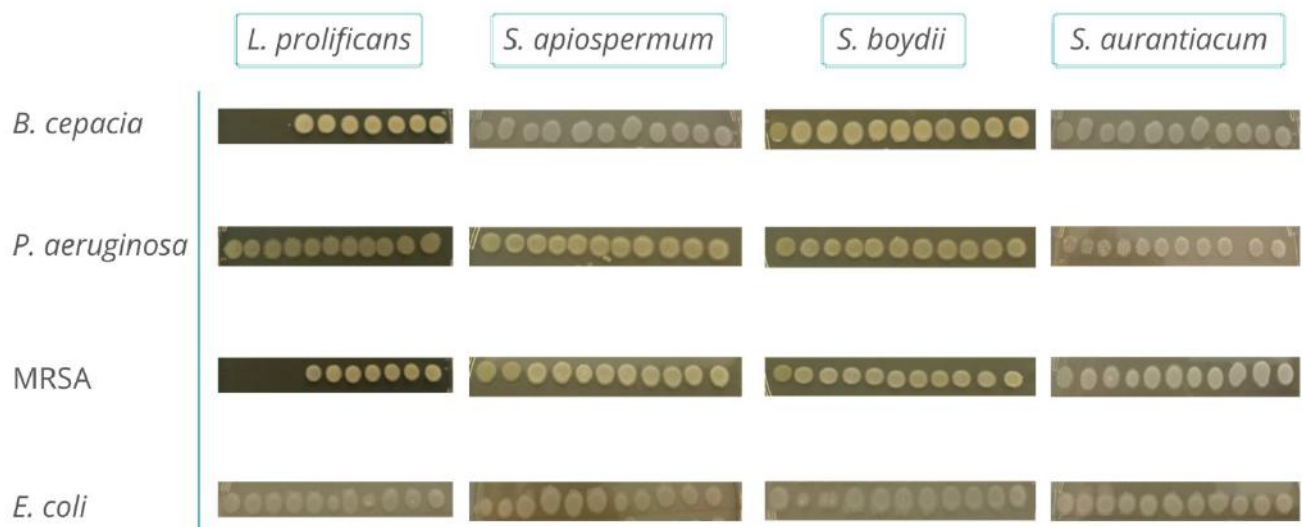 L. prolificans S. apiospermum S. boydii S. aurantiacum
B. cepacia
P. aeruginosa
MRSA
E. coli